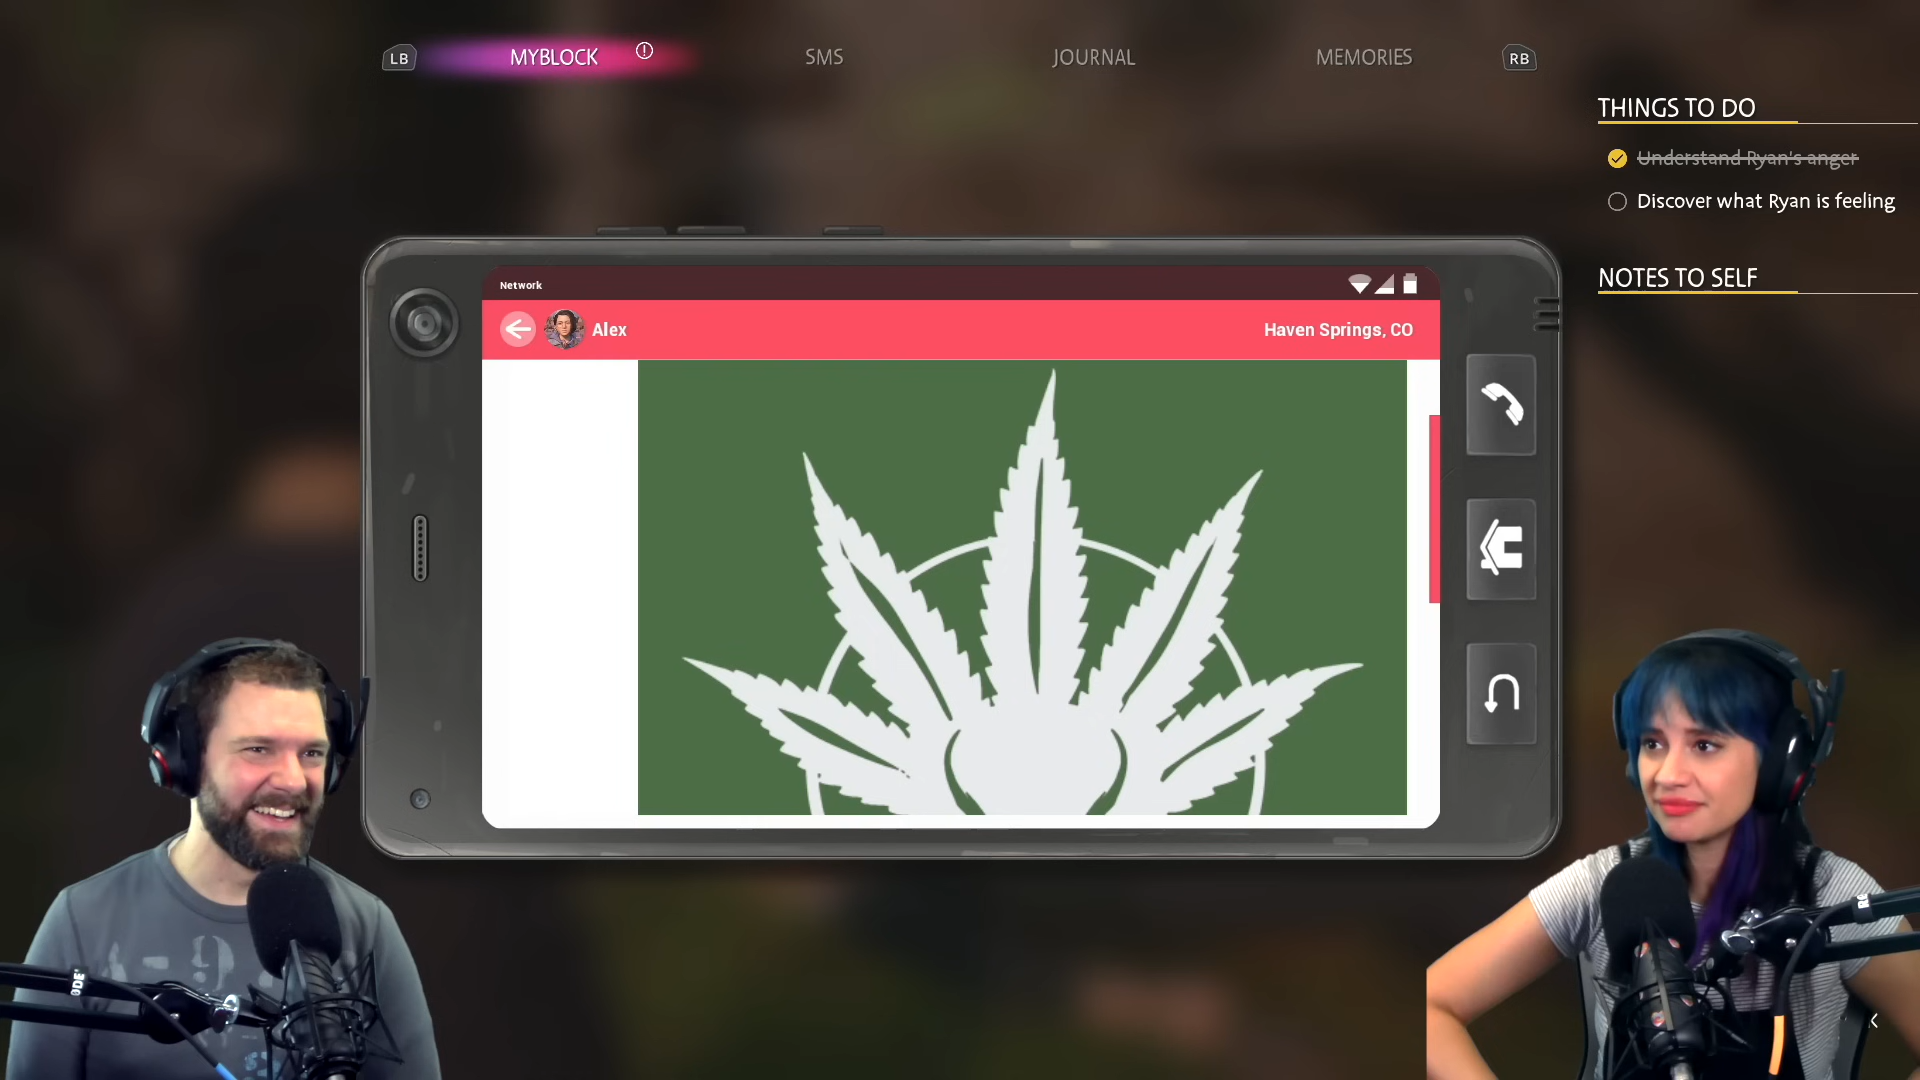 LB
MYBLOCK
SMS
JOURNAL
MEMORIES
RB
THINGS TO DO
Understand Ryan's anger
Discover what Ryan is feeling
NOTES TO SELF
Network
Alex
Haven Springs, CO